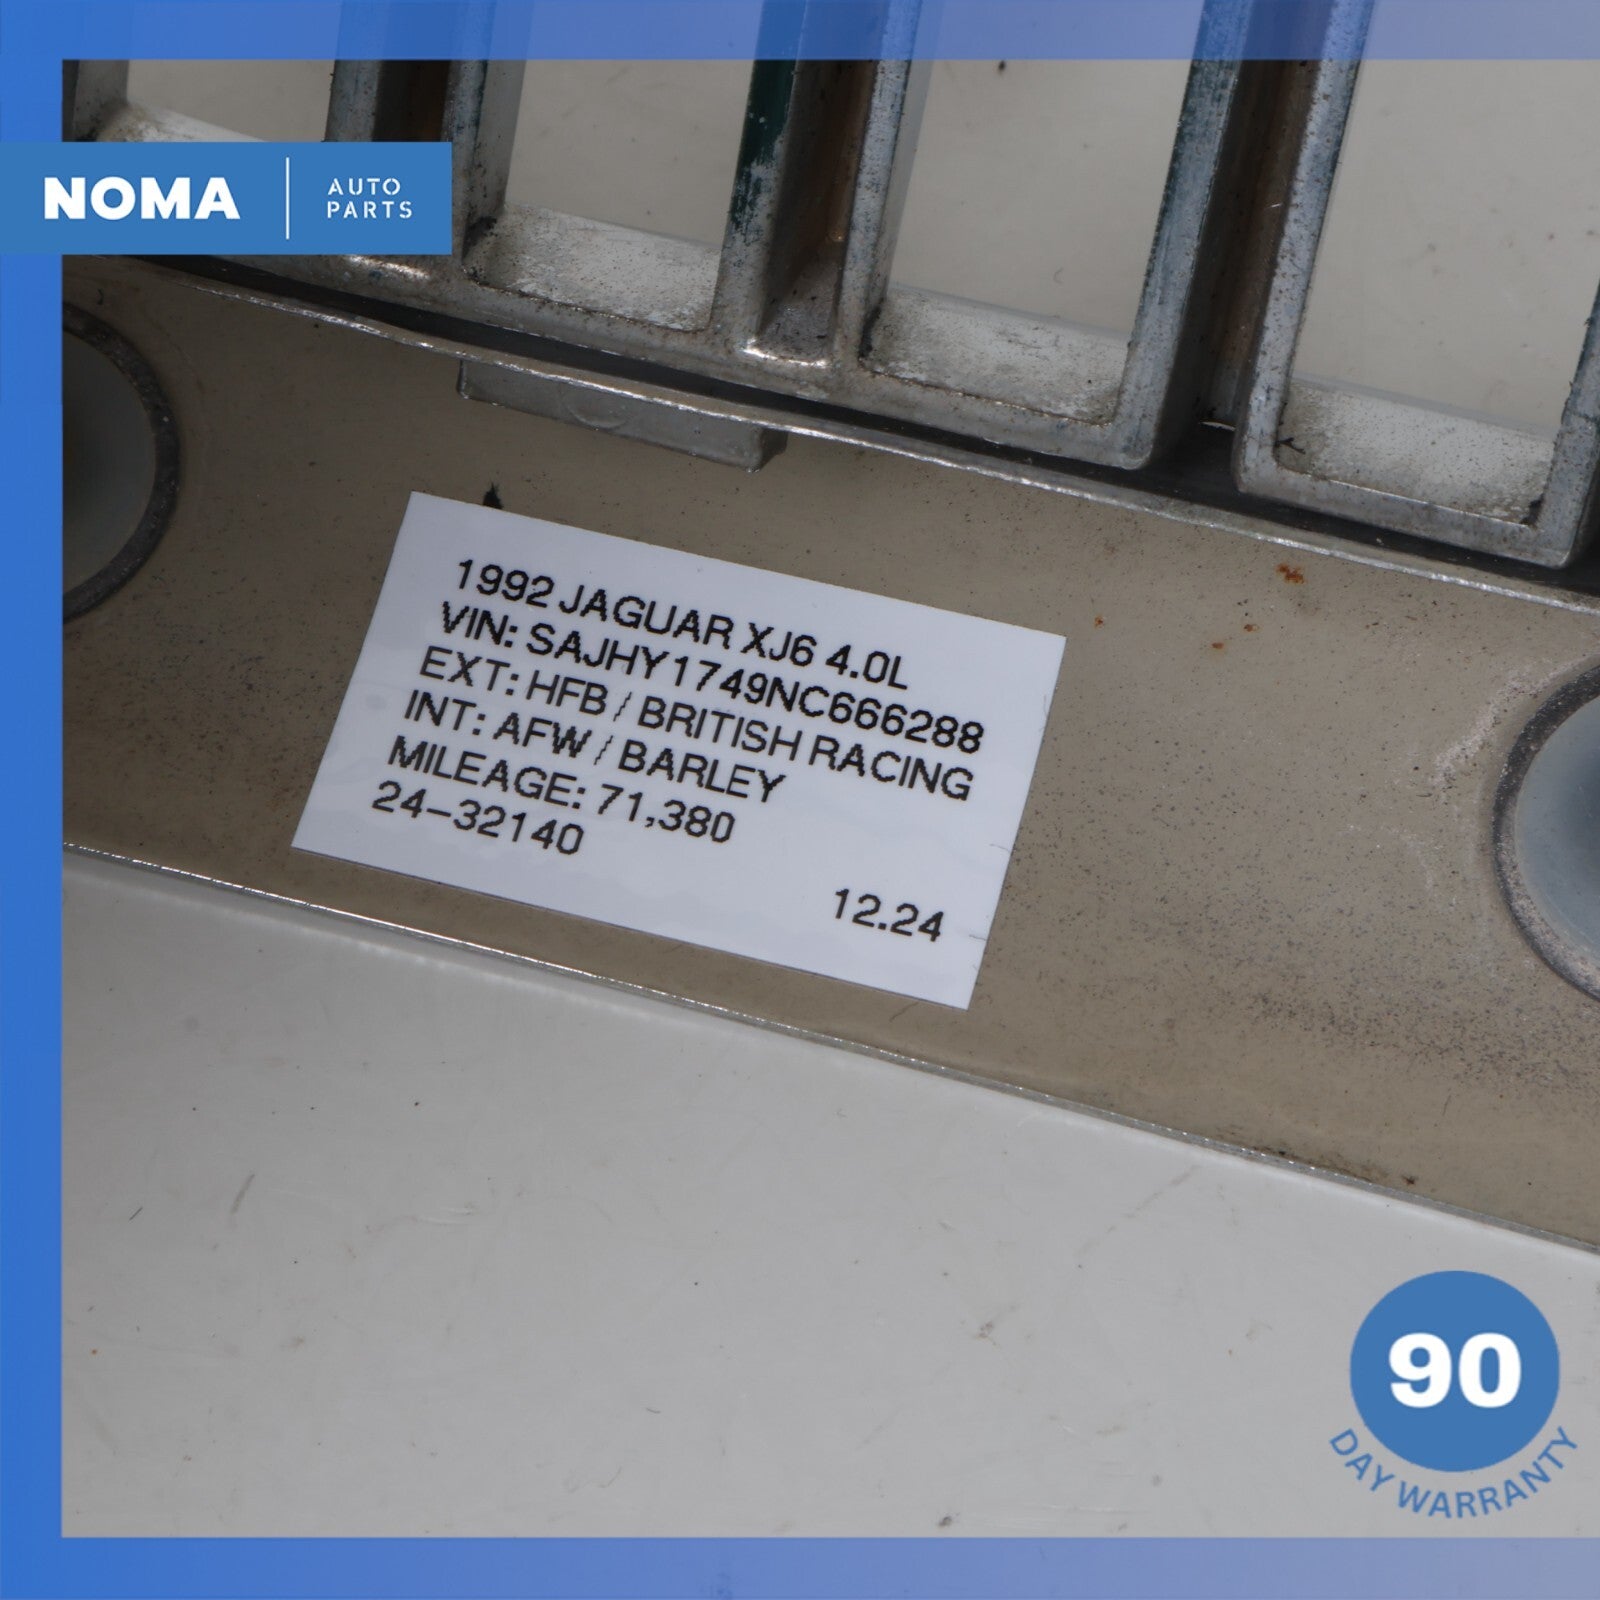 NOMA
AUTO
PARTS
1992 JAGUAR XJ6 4.0L
VIN: SAJHY1749NC666288
EXT: HFB / BRITISH RACING
INT: AFW / BARLEY
MILEAGE: 71,380
24-32140
12.24
90
DAY WARRANTY